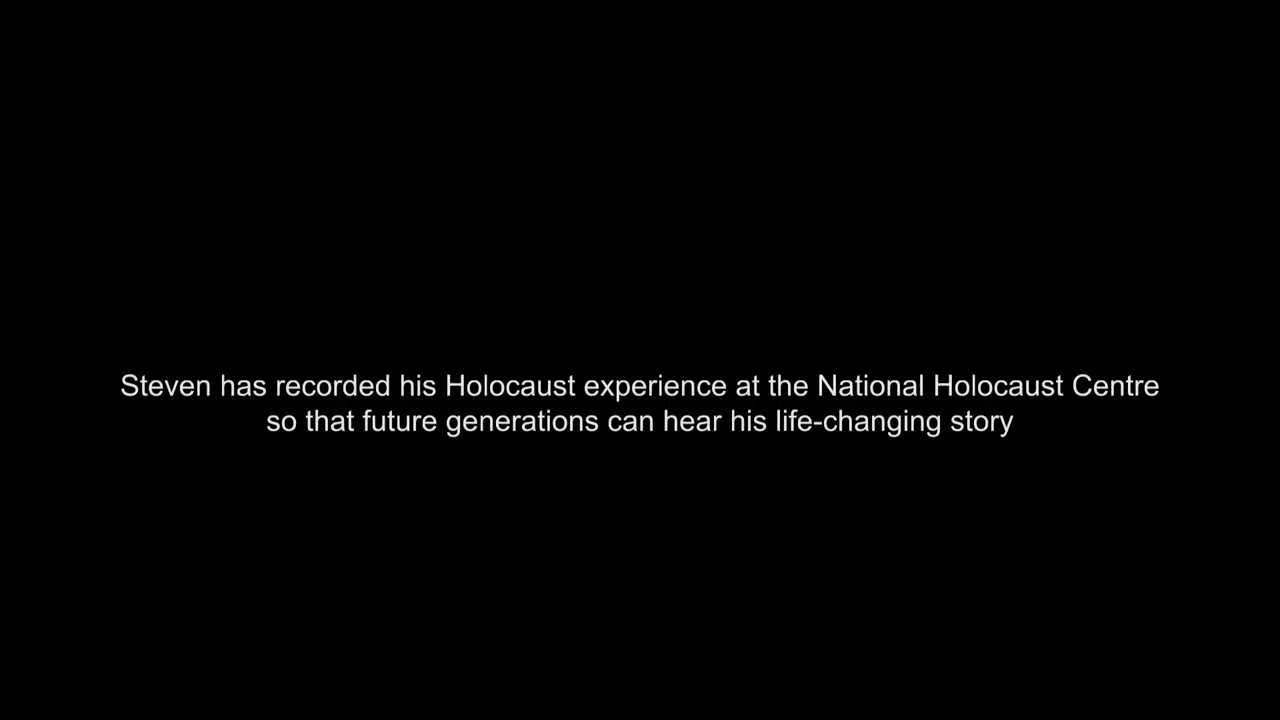 Steven has recorded his Holocaust experience at the National Holocaust Centre
so that future generations can hear his life-changing story